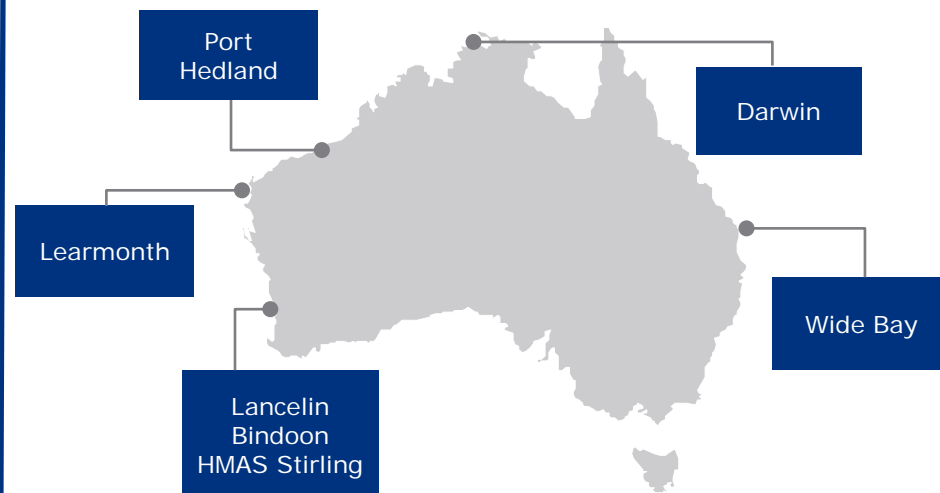 Port
Hedland
Darwin
Learmonth
Wide Bay
Lancelin
Bindoon
HMAS Stirling